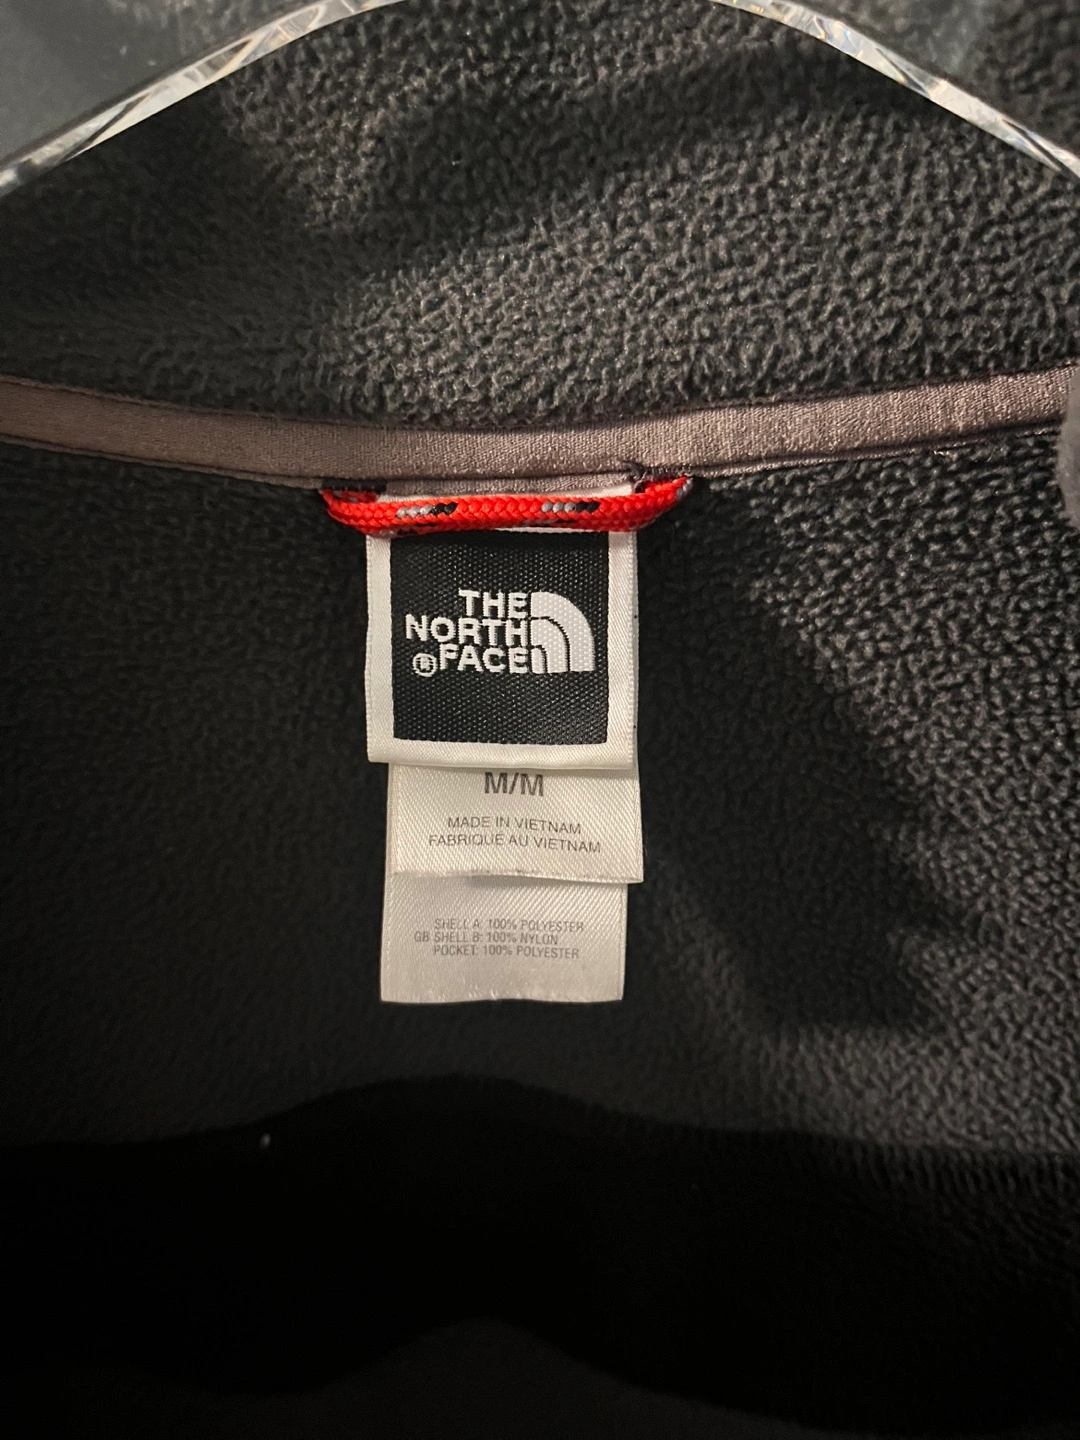 THE
NORTH
®FACE
M/M
MADE IN VIETNAM
FABRIQUE AU VIETNAM
SHELL A: 100% POLYESTER
GB SHELL B: 100% NYLON
POCKET: 100% POLYESTER